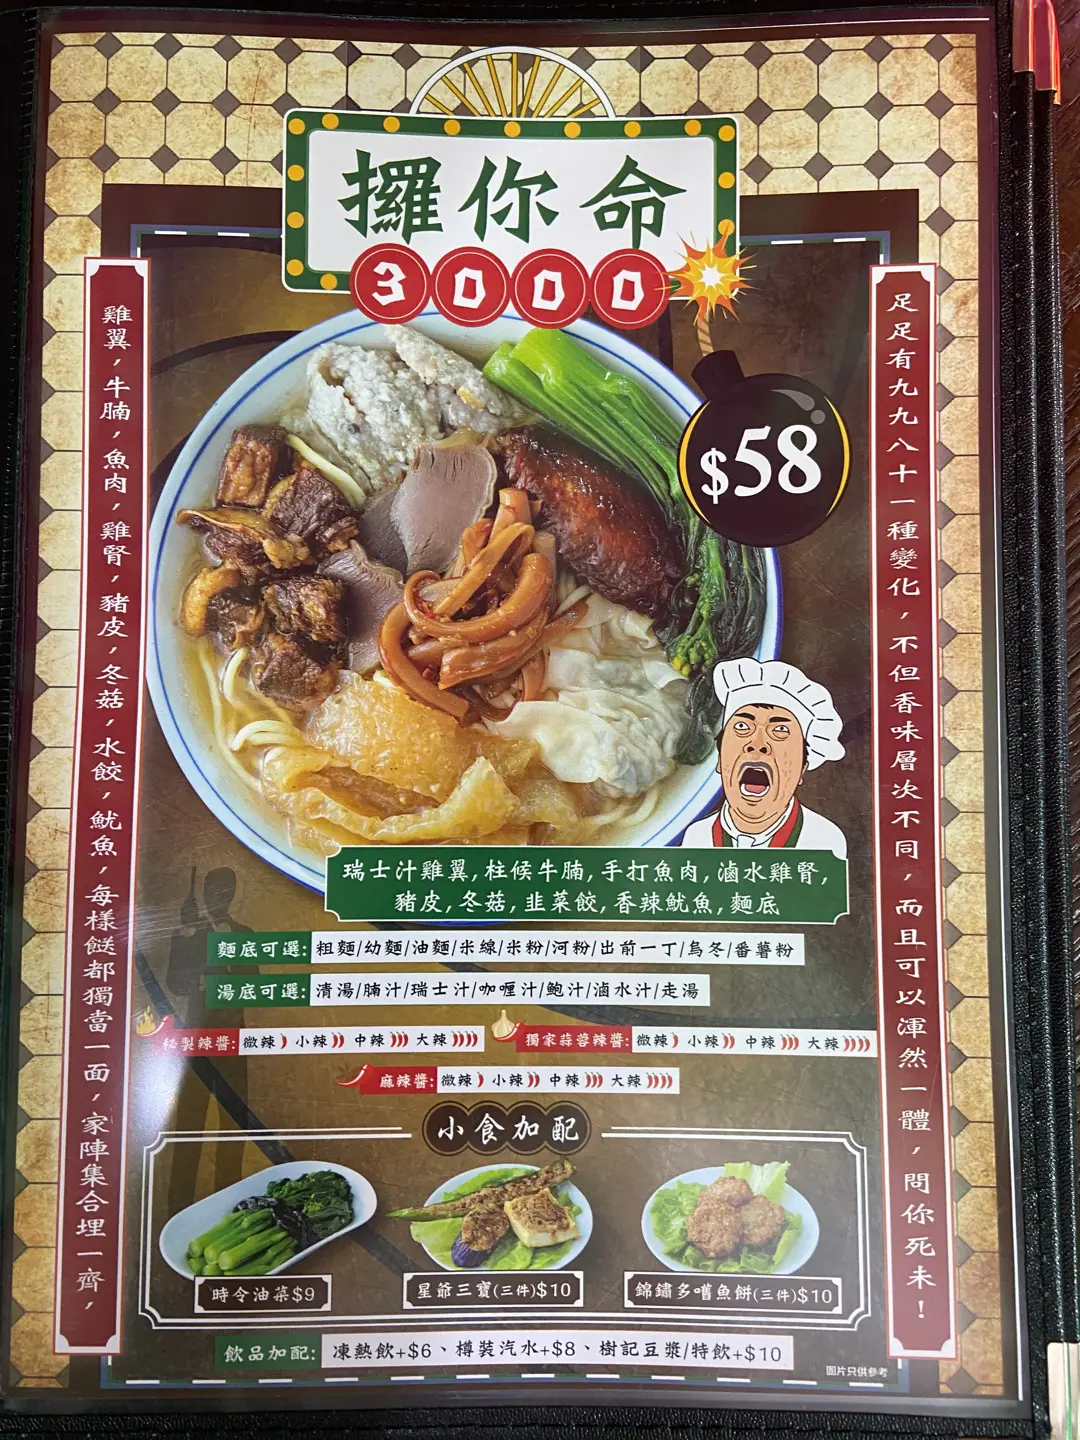 攞你命
3000
$58
雞翼，牛腩，魚肉，雞腎，豬皮，冬菇，水餃，魷魚，每樣餸都獨當一面，家陣集合埋一齊，
足足有九九八十一種變化，不但香味層次不同，而且可以渾然一體，問你死未！
瑞士汁雞翼,柱候牛腩,手打魚肉,滷水雞腎,
豬皮,冬菇,韮菜餃,香辣魷魚,麵底
麵底可選: 粗麵/幼麵/油麵/米線/米粉/河粉/出前一丁/烏冬/番薯粉
湯底可選: 清湯/腩汁/瑞士汁/咖喱汁/鮑汁/滷水汁/走湯
秘製辣醬: 微辣 小辣 中辣 大辣
獨家蒜蓉辣醬: 微辣 小辣 中辣 大辣
麻辣醬: 微辣 小辣 中辣 大辣
小食加配
時令油菜$9
星爺三寶(三件)$10
錦鏽多嗜魚餅(三件)$10
飲品加配: 凍熱飲+$6、樽裝汽水+$8、樹記豆漿/特飲+$10
圖片只供參考